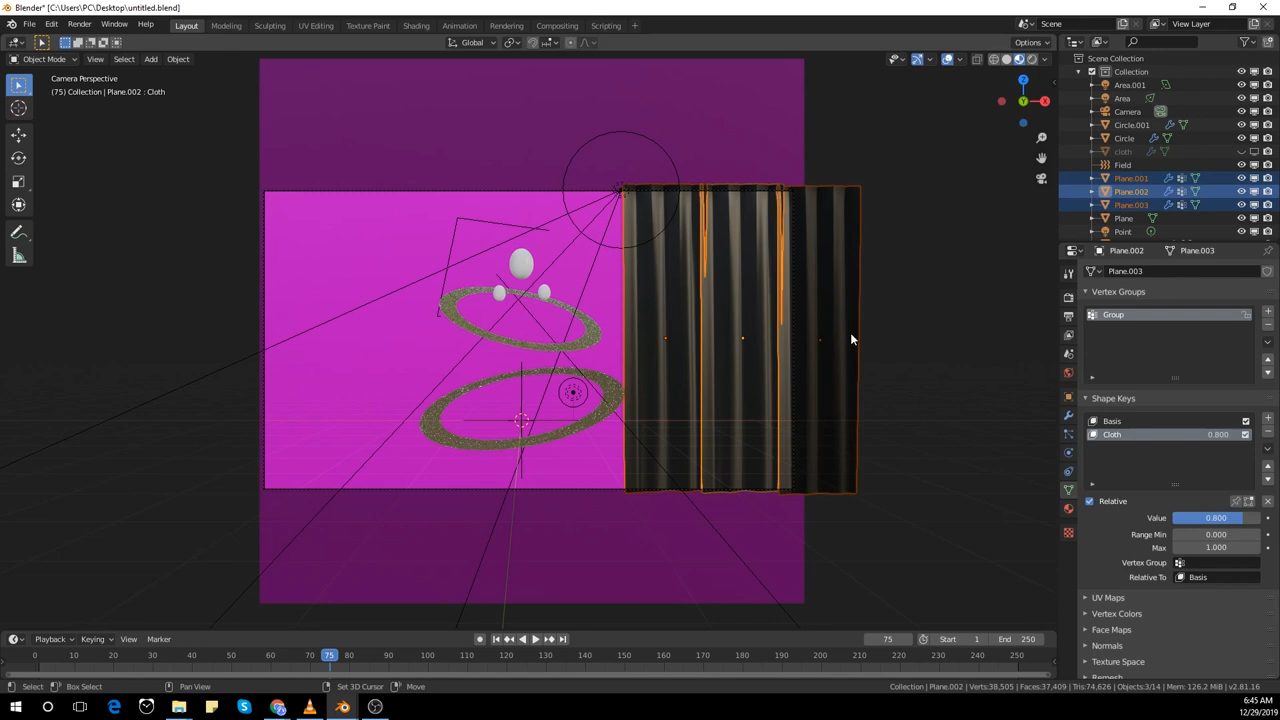 Blender* [C:\Users\PC\Desktop\untitled.blend]
File Edit Render Window Help Layout Modeling Sculpting UV Editing Texture Paint Shading Animation Rendering Compositing Scripting Scene View Layer
Global Options
Object Mode View Select Add Object
Camera Perspective
(75) Collection | Plane.002 : Cloth
Z
Y
X
Scene Collection
Collection
Area.001
Area
Camera
Circle.001
Circle
cloth
Field
Plane.001
Plane.002
Plane.003
Plane
Point
Plane.002 Plane.003
Plane.003
Vertex Groups
Group
Shape Keys
Basis
Cloth 0.800
Relative
Value 0.800
Range Min 0.000
Max 1.000
Vertex Group
Relative To Basis
UV Maps
Vertex Colors
Face Maps
Normals
Texture Space
Remesh
Playback Keying View Marker 75 Start 1 End 250
0 10 20 30 40 50 60 70 75 80 90 100 110 120 130 140 150 160 170 180 190 200 210 220 230 240 250
Select Box Select Pan View Set 3D Cursor Move Collection | Plane.002 | Verts:38,505 | Faces:37,409 | Tris:74,626 | Objects:3/14 | Mem: 126.2 MiB | v2.81.16
6:45 AM
12/29/2019